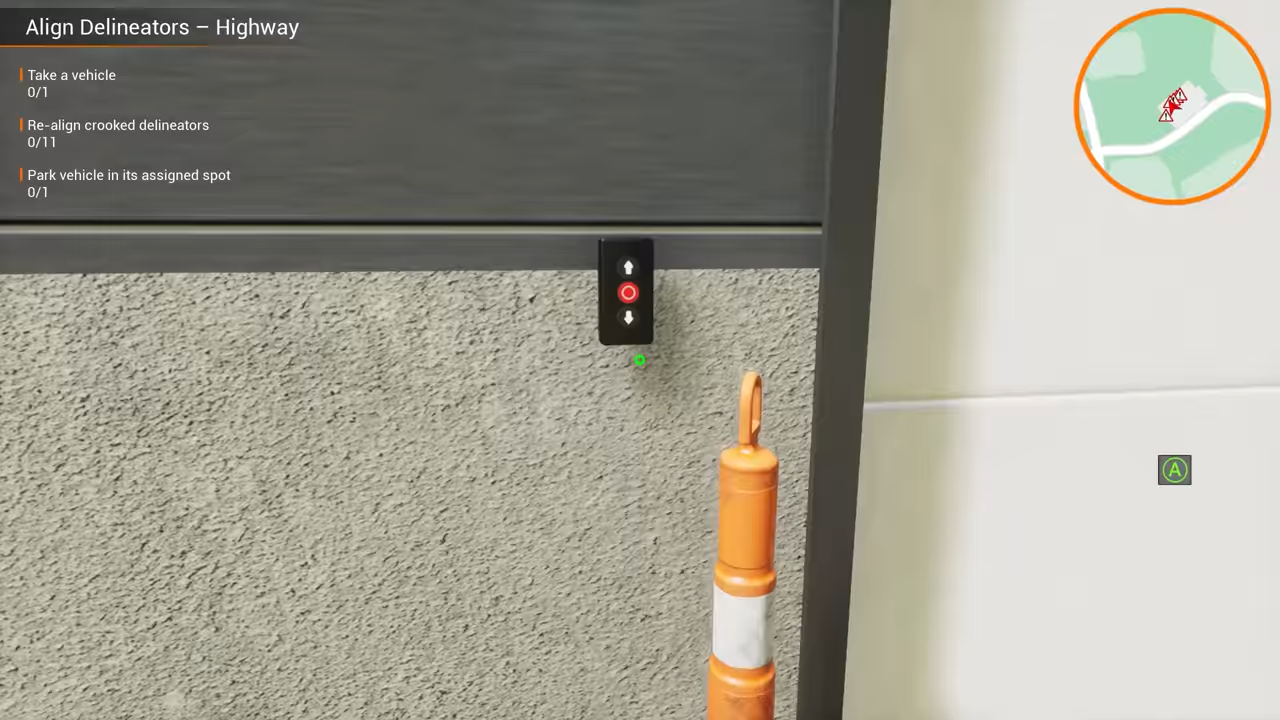 Align Delineators – Highway
Take a vehicle
0/1
Re-align crooked delineators
0/11
Park vehicle in its assigned spot
0/1
A